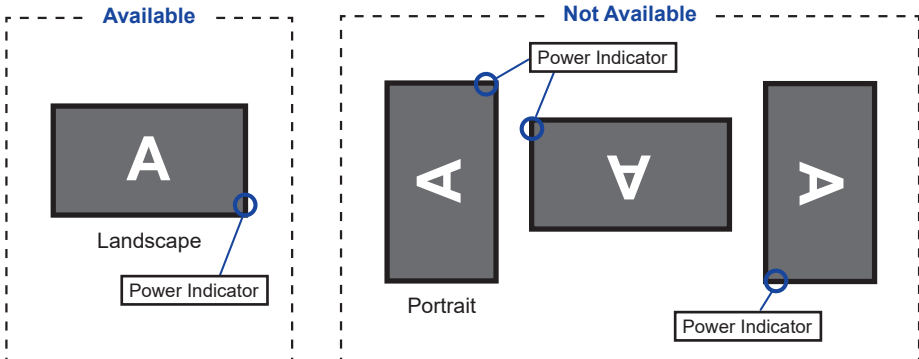 Available
A
Landscape
Power Indicator
Not Available
Power Indicator
A
Portrait
A
A
Power Indicator